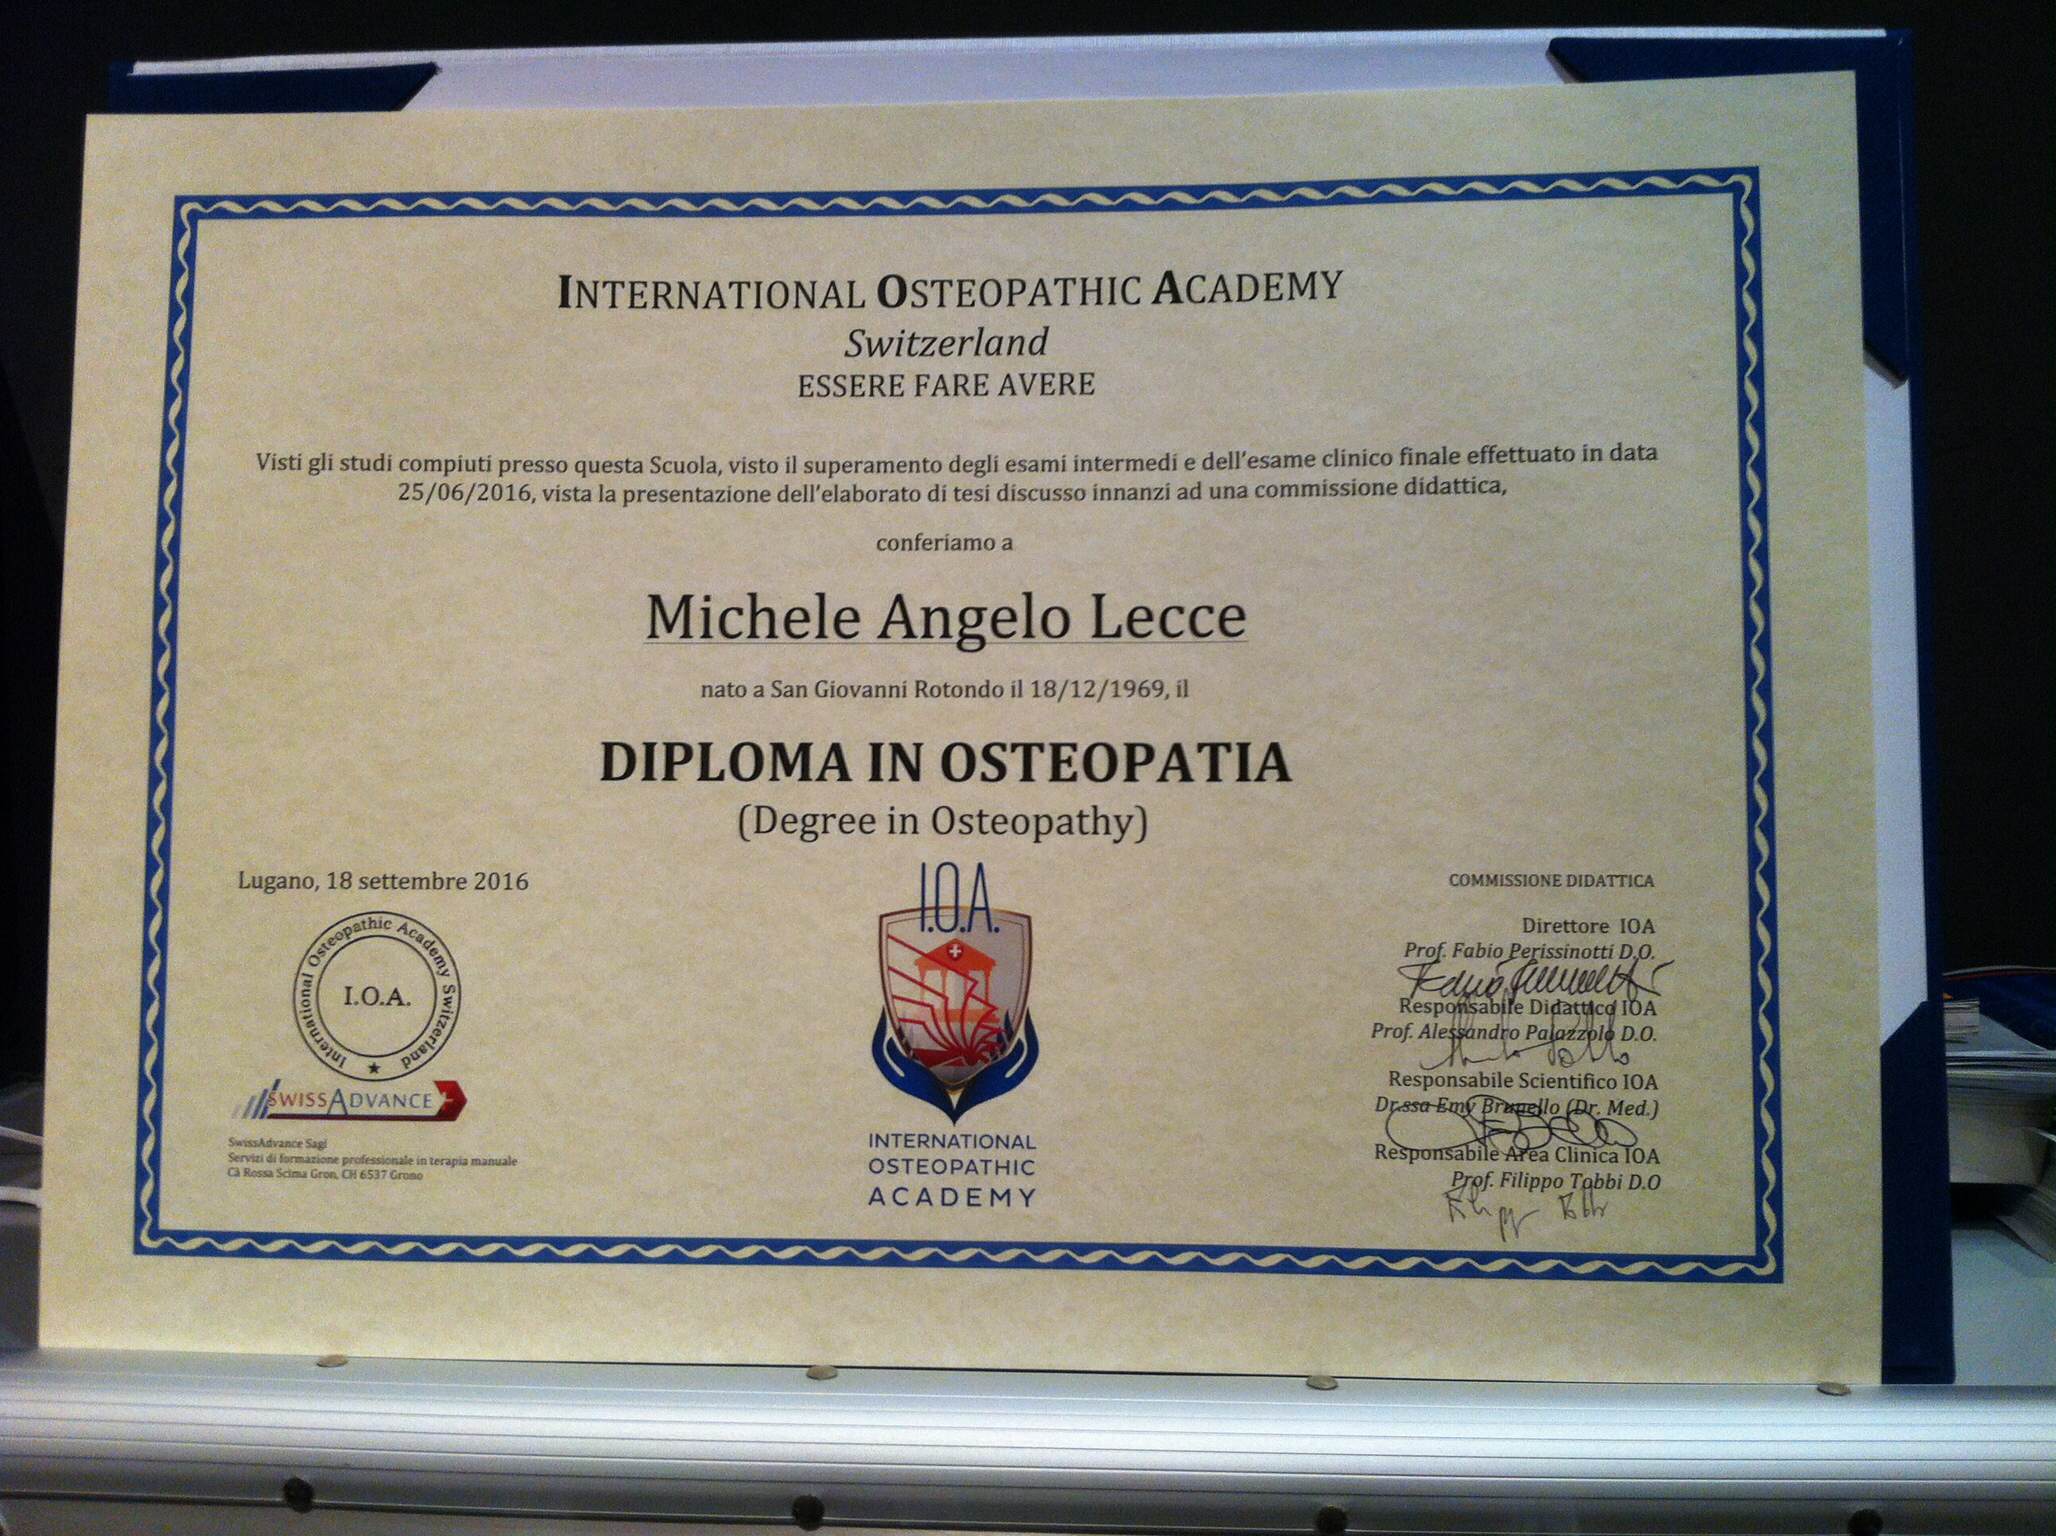 INTERNATIONAL OSTEOPATHIC ACADEMY
Switzerland
ESSERE FARE AVERE
Visti gli studi compiuti presso questa Scuola, visto il superamento degli esami intermedi e dell'esame clinico finale effettuato in data
25/06/2016, vista la presentazione dell'elaborato di tesi discusso innanzi ad una commissione didattica,
conferiamo a
Michele Angelo Lecce
nato a San Giovanni Rotondo il 18/12/1969, il
DIPLOMA IN OSTEOPATIA
(Degree in Osteopathy)
Lugano, 18 settembre 2016
International Osteopathic Academy Switzerland
I.O.A.
SWISSADVANCE
SwissAdvance Sagl
Servizi di formazione professionale in terapia manuale
Cà Rossa Scima Gron, CH 6537 Grono
I.O.A.
INTERNATIONAL
OSTEOPATHIC
ACADEMY
COMMISSIONE DIDATTICA
Direttore IOA
Prof. Fabio Perissinotti D.O.
Responsabile Didattico IOA
Prof. Alessandro Palazzolo D.O.
Responsabile Scientifico IOA
Dr.ssa Emy Brunello (Dr. Med.)
Responsabile Area Clinica IOA
Prof. Filippo Tobbi D.O
Filippo Tobbi